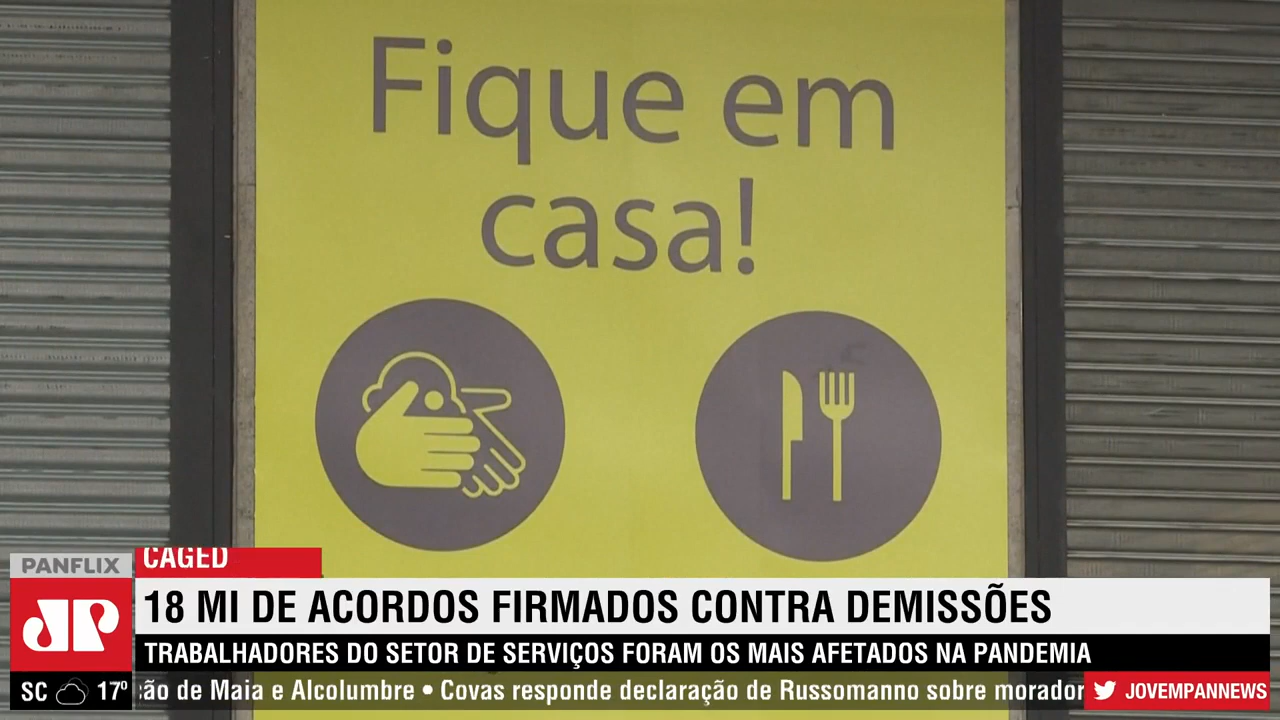 Fique em
casa!
PANFLIX
CAGED
JP
18 MI DE ACORDOS FIRMADOS CONTRA DEMISSÕES
TRABALHADORES DO SETOR DE SERVIÇOS FORAM OS MAIS AFETADOS NA PANDEMIA
SC 17º
de Maia e Alcolumbre • Covas responde declaração de Russomanno sobre morador
JOVEMPANNEWS